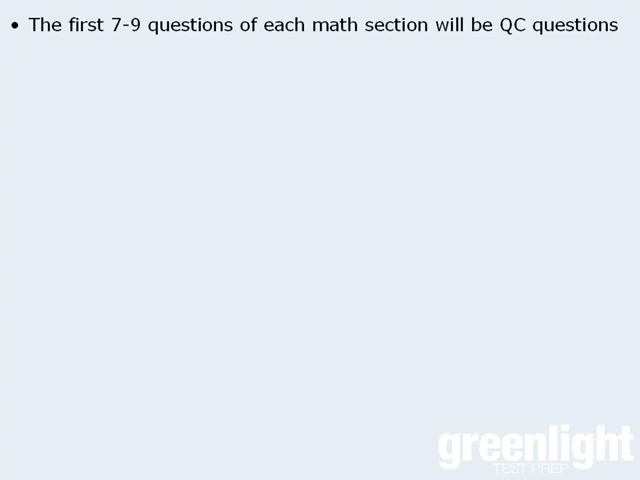 • The first 7-9 questions of each math section will be QC questions
greenlight
TEST PREP